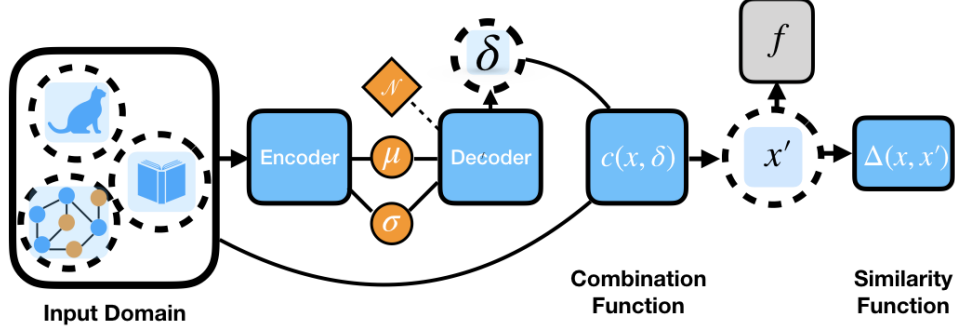 δ
f
𝒩
Encoder
μ
Decoder
c(x, δ)
x′
Δ(x, x′)
σ
Combination
Function
Similarity
Function
Input Domain